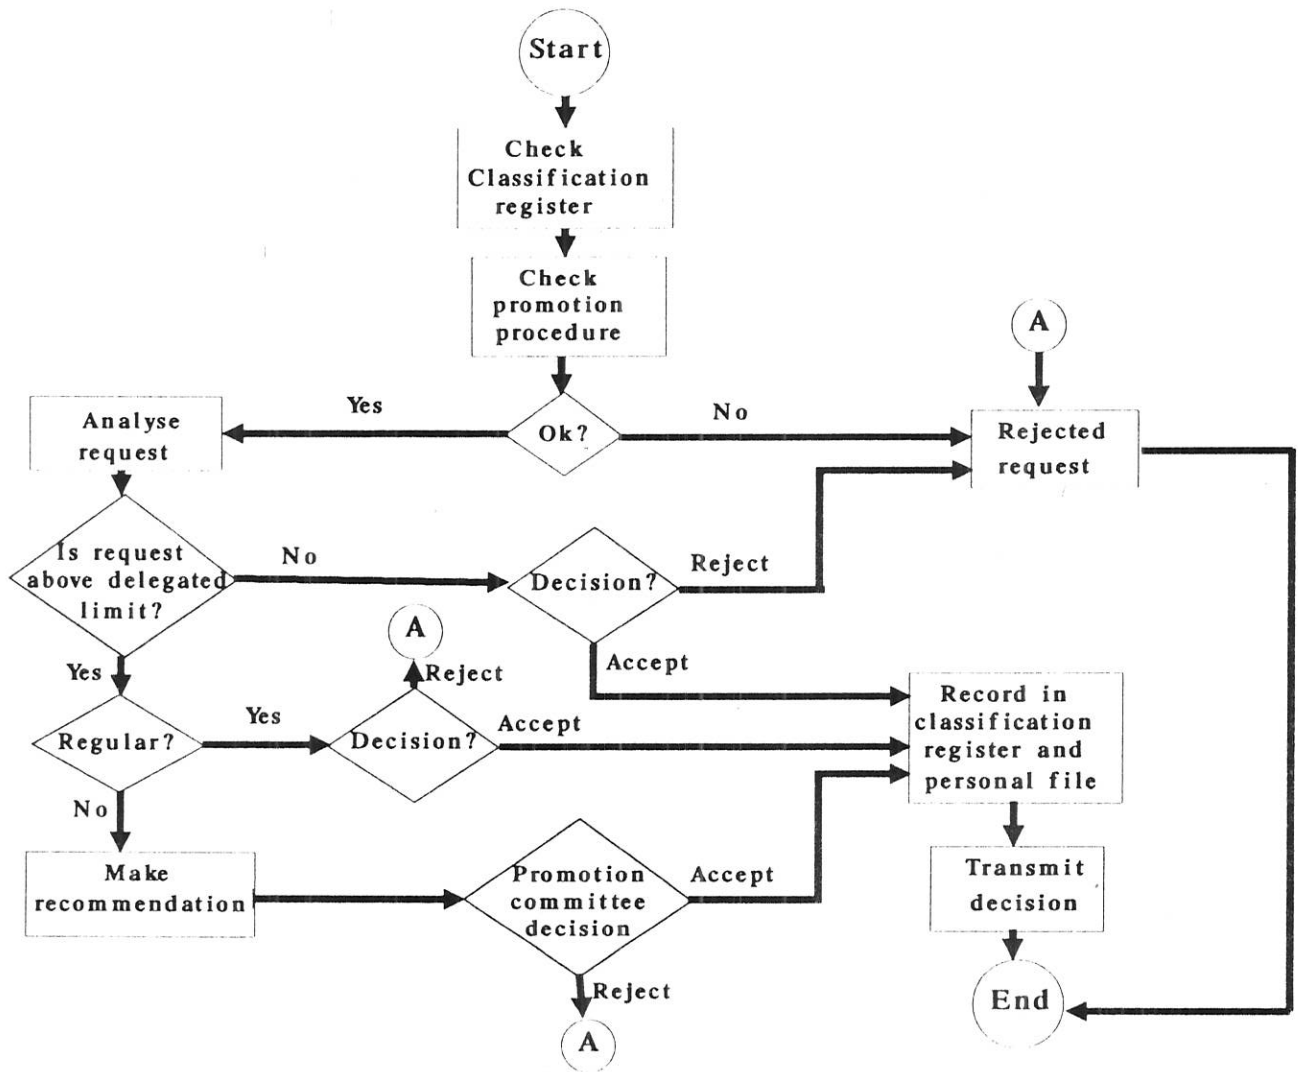 Start
Check
Classification
register
Check
promotion
procedure
A
Yes
No
Analyse
request
Ok?
Rejected
request
Is request
above delegated
limit?
No
Decision?
Reject
A
Yes
Reject
Accept
Regular?
Yes
Decision?
Accept
Record in
classification
register and
personal file
No
Make
recommendation
Promotion
committee
decision
Accept
Transmit
decision
Reject
End
A